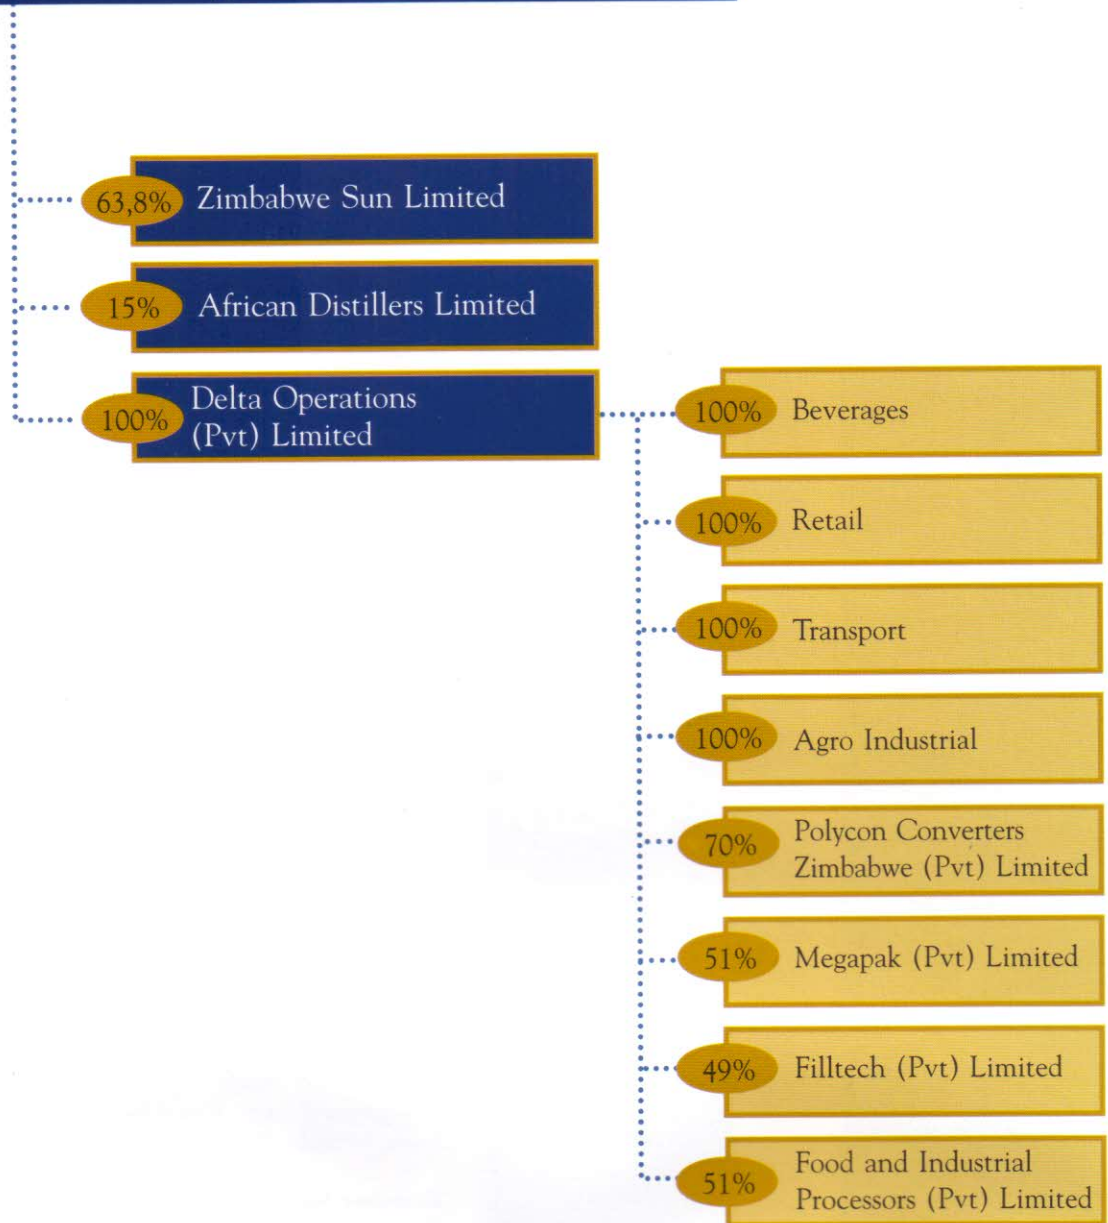 63,8% Zimbabwe Sun Limited
15% African Distillers Limited
100% Delta Operations
(Pvt) Limited
100% Beverages
100% Retail
100% Transport
100% Agro Industrial
70% Polycon Converters
Zimbabwe (Pvt) Limited
51% Megapak (Pvt) Limited
49% Filltech (Pvt) Limited
51% Food and Industrial
Processors (Pvt) Limited